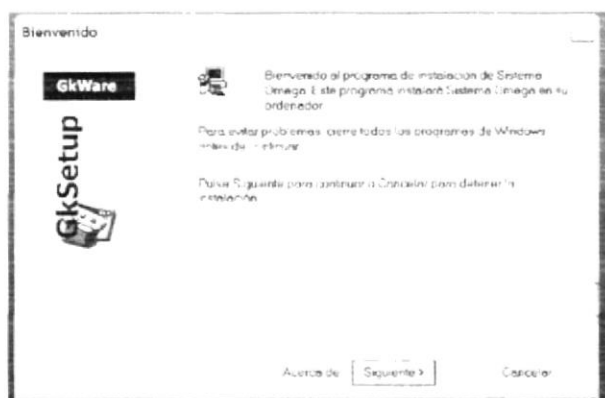 Bienvenido
GkWare
GkSetup
Bienvenido al programa de instalación de Sistema
Omega. Este programa instalará Sistema Omega en su
ordenador.
Para evitar problemas, cierre todos los programas de Windows
antes de continuar.
Pulse Siguiente para continuar o Cancelar para detener la
instalación.
Acerca de
Siguiente >
Cancelar